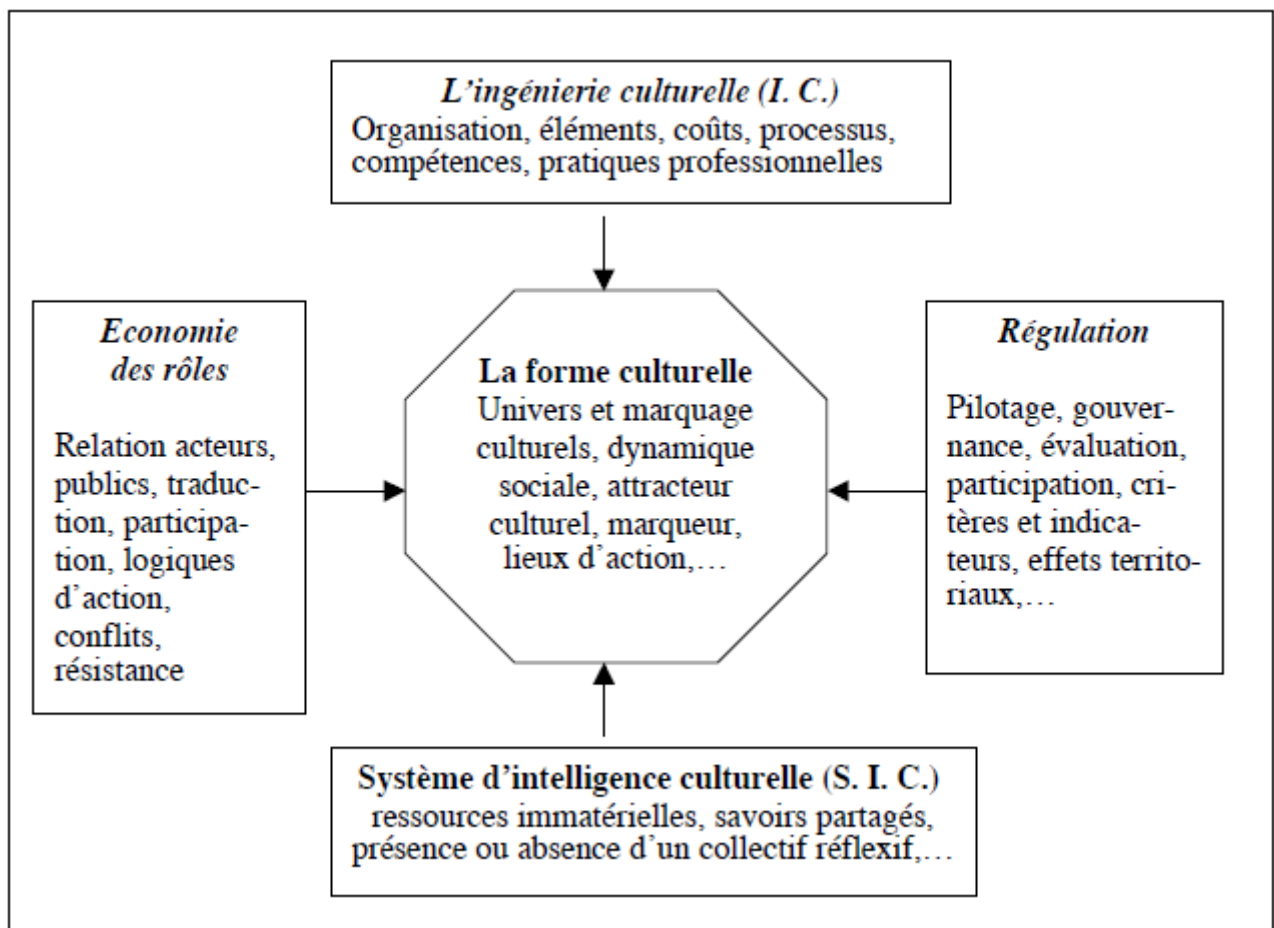 L'ingénierie culturelle (I. C.)
Organisation, éléments, coûts, processus,
compétences, pratiques professionnelles
Economie
des rôles
Relation acteurs,
publics, traduc-
tion, participa-
tion, logiques
d'action,
conflits,
résistance
La forme culturelle
Univers et marquage
culturels, dynamique
sociale, attracteur
culturel, marqueur,
lieux d'action,…
Régulation
Pilotage, gouver-
nance, évaluation,
participation, cri-
tères et indica-
teurs, effets territo-
riaux,…
Système d'intelligence culturelle (S. I. C.)
ressources immatérielles, savoirs partagés,
présence ou absence d'un collectif réflexif,…